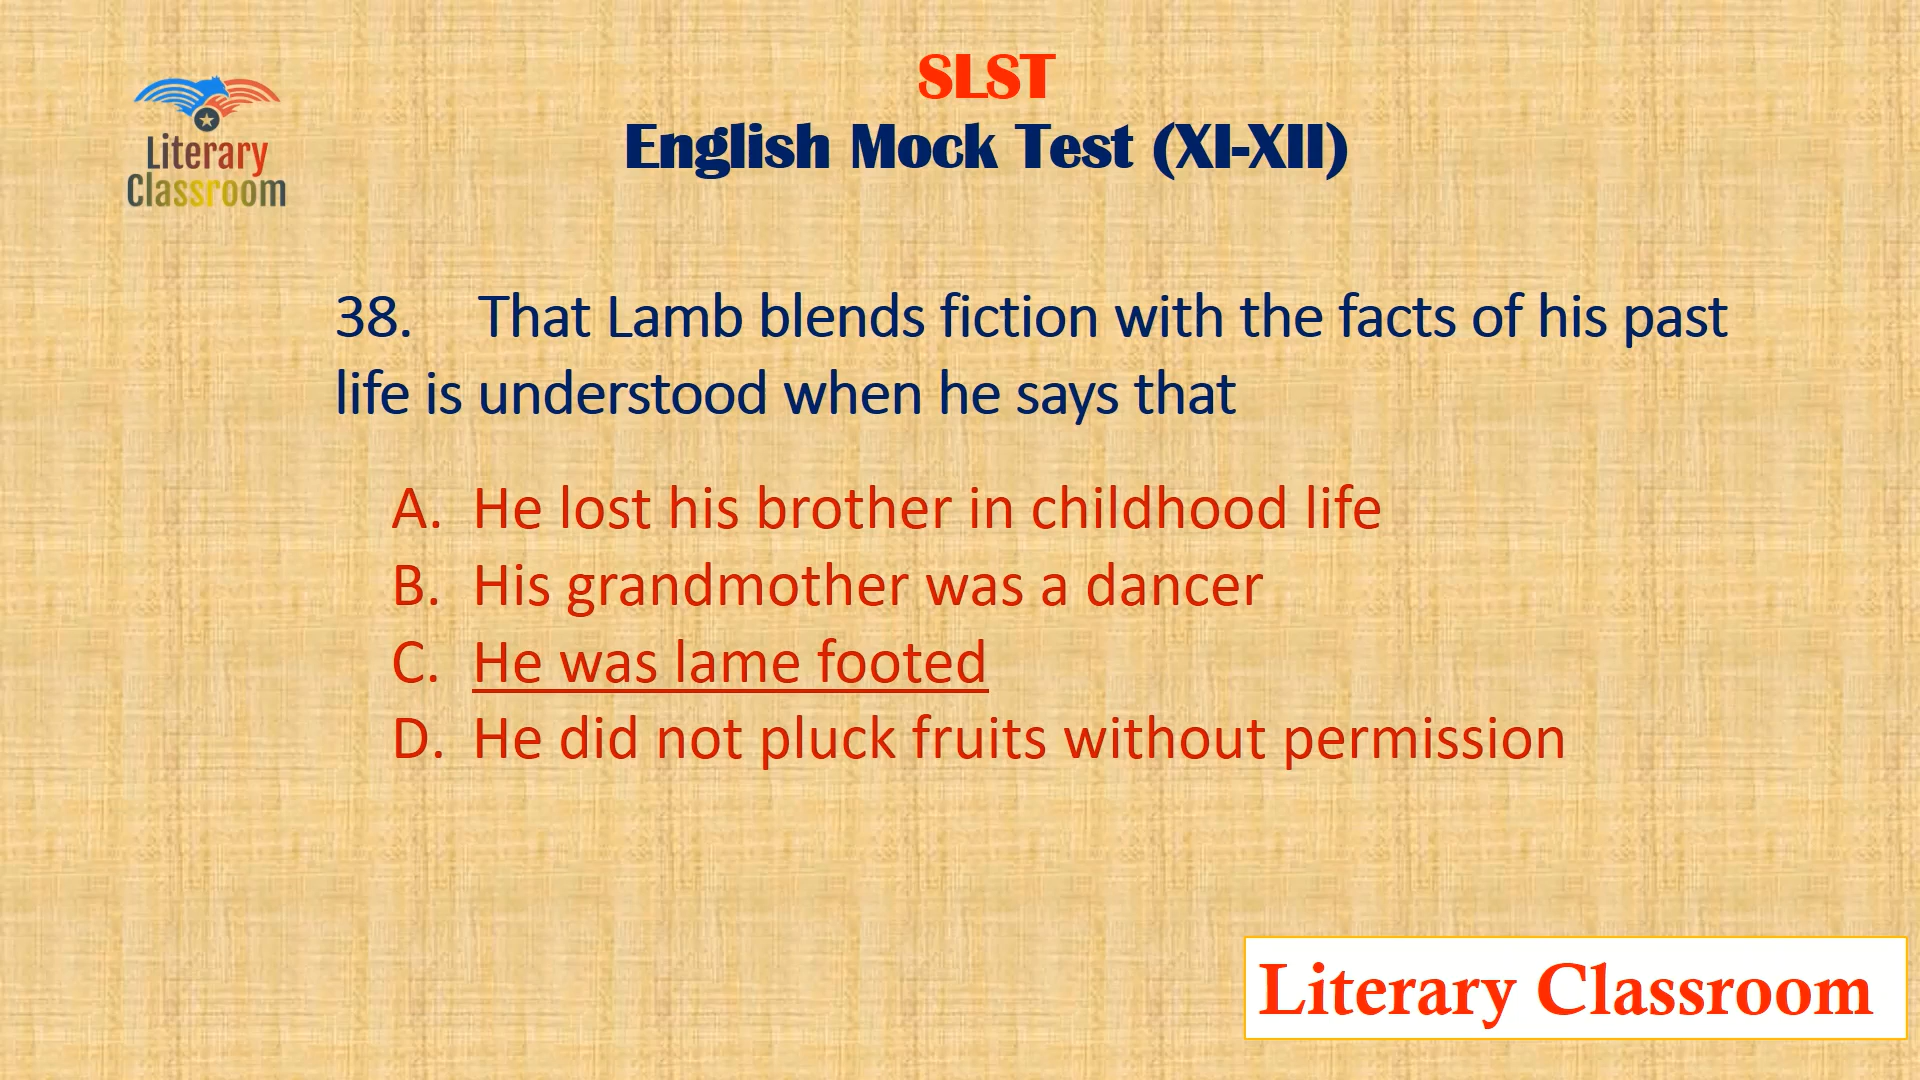 SLST
English Mock Test (XI-XII)
Literary
Classroom
38. That Lamb blends fiction with the facts of his past
life is understood when he says that
A. He lost his brother in childhood life
B. His grandmother was a dancer
C. He was lame footed
D. He did not pluck fruits without permission
Literary Classroom